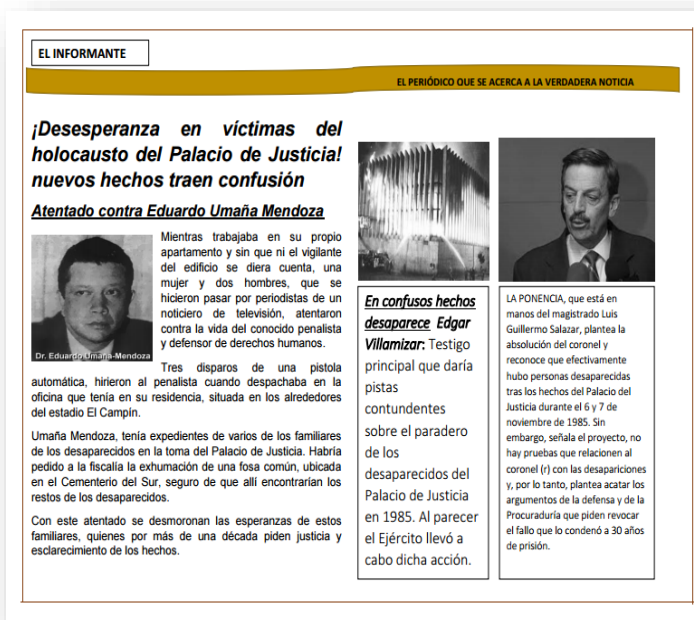 EL INFORMANTE
EL PERIÓDICO QUE SE ACERCA A LA VERDADERA NOTICIA
¡Desesperanza en víctimas del
holocausto del Palacio de Justicia!
nuevos hechos traen confusión
Atentado contra Eduardo Umaña Mendoza
Mientras trabajaba en su propio
apartamento y sin que ni el vigilante
del edificio se diera cuenta, una
mujer y dos hombres, que se
hicieron pasar por periodistas de un
noticiero de televisión, atentaron
contra la vida del conocido penalista
y defensor de derechos humanos.
Dr. Eduardo Umaña-Mendoza
Tres disparos de una pistola
automática, hirieron al penalista cuando despachaba en la
oficina que tenía en su residencia, situada en los alrededores
del estadio El Campín.
Umaña Mendoza, tenía expedientes de varios de los familiares
de los desaparecidos en la toma del Palacio de Justicia. Habría
pedido a la fiscalía la exhumación de una fosa común, ubicada
en el Cementerio del Sur, seguro de que allí encontrarían los
restos de los desaparecidos.
Con este atentado se desmoronan las esperanzas de estos
familiares, quienes por más de una década piden justicia y
esclarecimiento de los hechos.
En confusos hechos
desaparece Edgar
Villamizar: Testigo
principal que daría
pistas
contundentes
sobre el paradero
de los
desaparecidos del
Palacio de Justicia
en 1985. Al parecer
el Ejército llevó a
cabo dicha acción.
LA PONENCIA, que está en
manos del magistrado Luis
Guillermo Salazar, plantea la
absolución del coronel y
reconoce que efectivamente
hubo personas desaparecidas
tras los hechos del Palacio del
Justicia durante el 6 y 7 de
noviembre de 1985. Sin
embargo, señala el proyecto, no
hay pruebas que relacionen al
coronel (r) con las desapariciones
y, por lo tanto, plantea acatar los
argumentos de la defensa y de la
Procuraduría que piden revocar
el fallo que lo condenó a 30 años
de prisión.